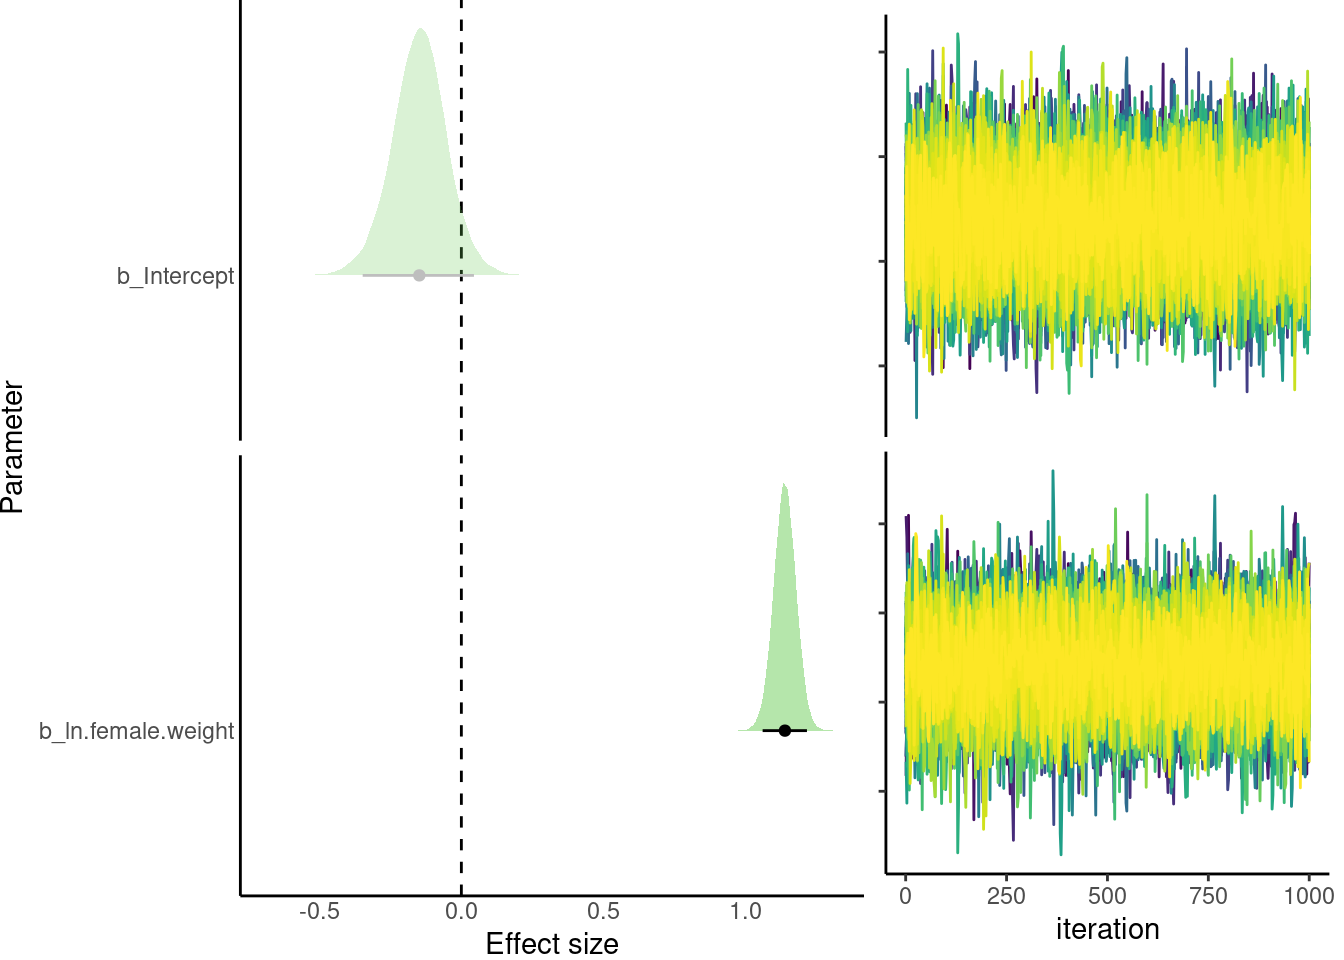 Parameter
b_Intercept
b_ln.female.weight
-0.5 0.0 0.5 1.0
Effect size
0 250 500 750 1000
iteration